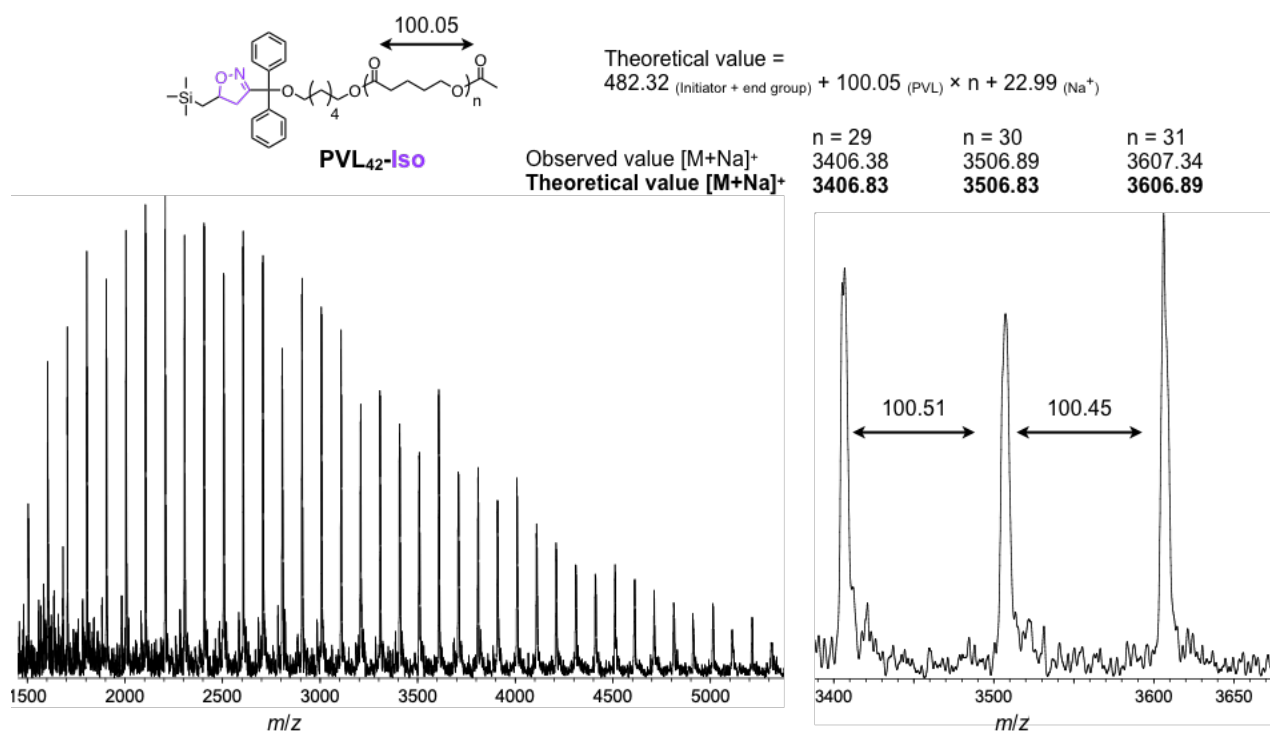 100.05
O
N
O
O
Si
O
O
O
n
4
PVL₄₂-Iso
Theoretical value =
482.32 (Initiator + end group) + 100.05 (PVL) × n + 22.99 (Na⁺)
n = 29 n = 30 n = 31
Observed value [M+Na]⁺ 3406.38 3506.89 3607.34
Theoretical value [M+Na]⁺ 3406.83 3506.83 3606.89
100.51 100.45
1500 2000 2500 3000 3500 4000 4500 5000
m/z
3400 3500 3600 3650
m/z